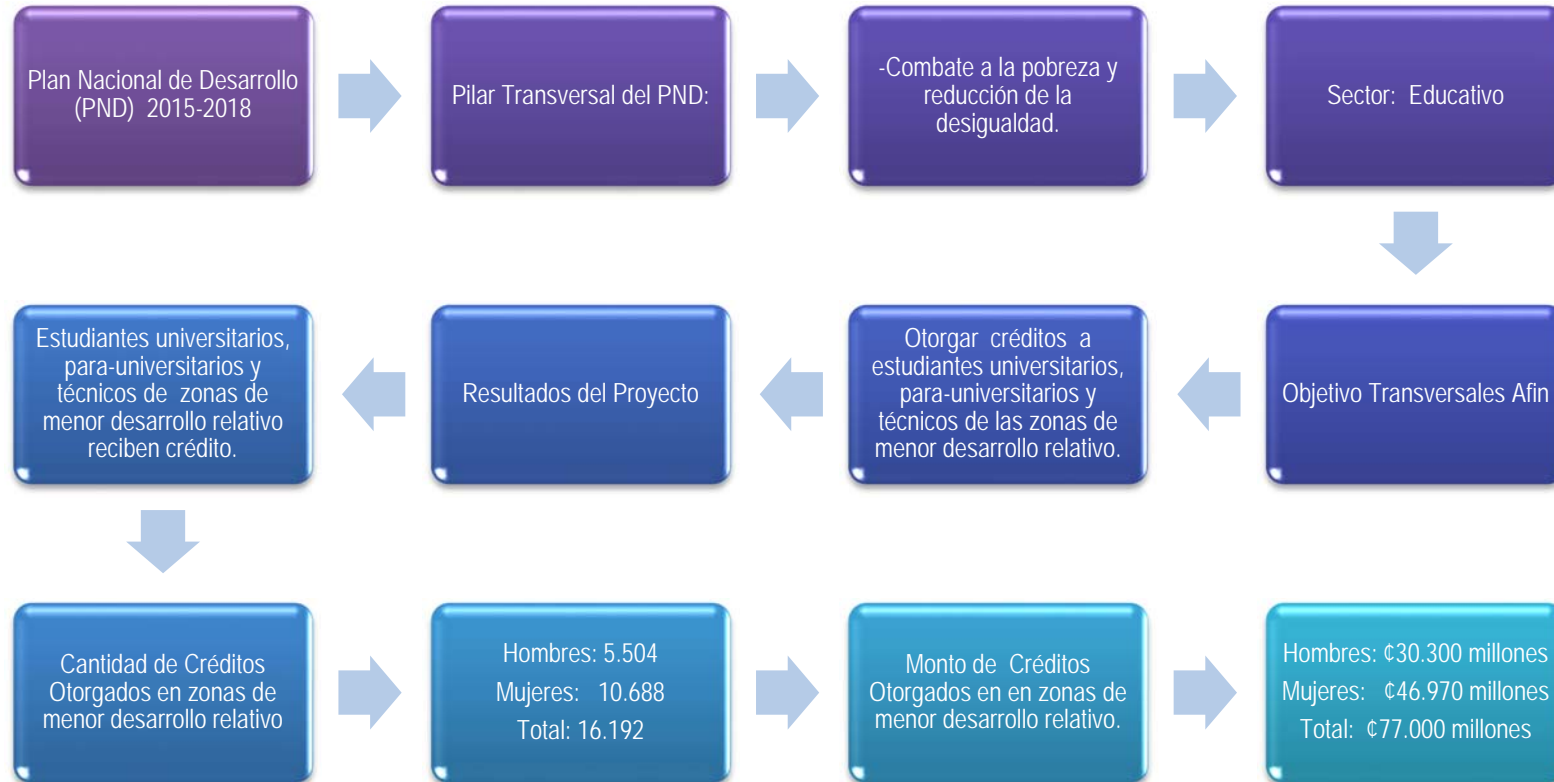 Plan Nacional de Desarrollo
(PND) 2015-2018
Pilar Transversal del PND:
-Combate a la pobreza y
reducción de la
desigualdad.
Sector: Educativo
Objetivo Transversales Afin
Otorgar créditos a
estudiantes universitarios,
para-universitarios y
técnicos de las zonas de
menor desarrollo relativo.
Resultados del Proyecto
Estudiantes universitarios,
para-universitarios y
técnicos de zonas de
menor desarrollo relativo
reciben crédito.
Cantidad de Créditos
Otorgados en zonas de
menor desarrollo relativo
Hombres: 5.504
Mujeres: 10.688
Total: 16.192
Monto de Créditos
Otorgados en en zonas de
menor desarrollo relativo.
Hombres: ¢30.300 millones
Mujeres: ¢46.970 millones
Total: ¢77.000 millones